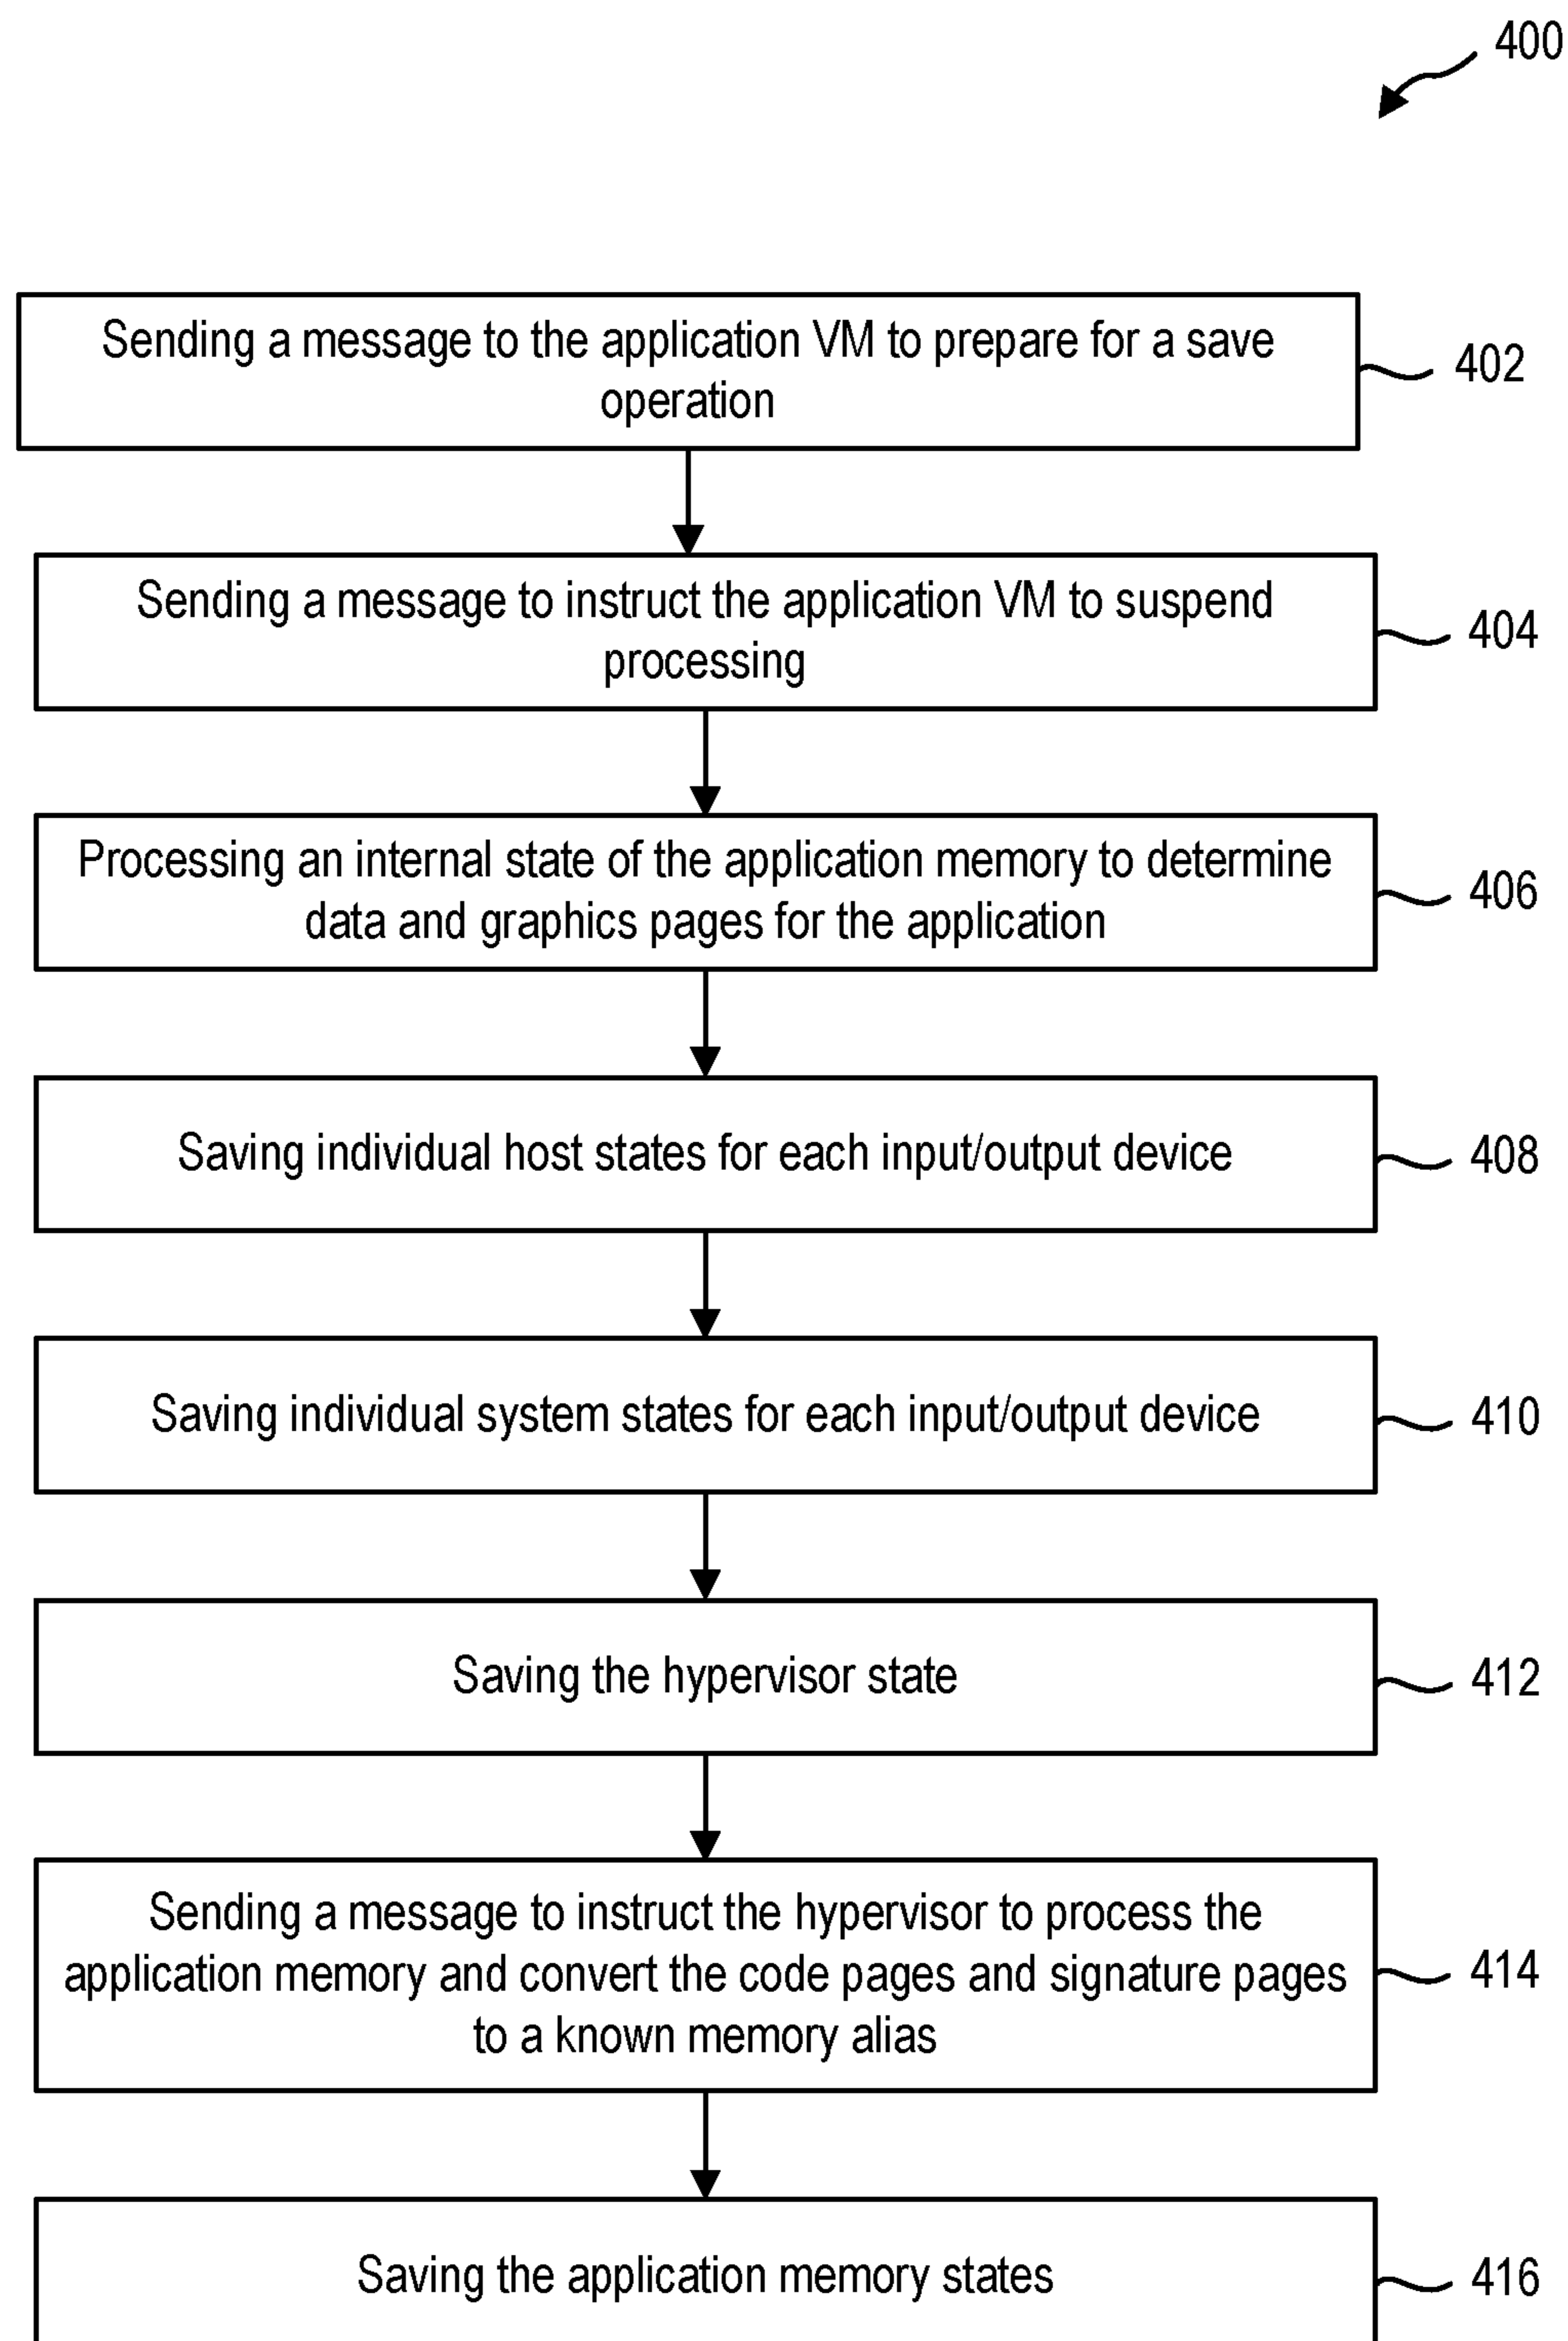 400
Sending a message to the application VM to prepare for a save
operation
402
Sending a message to instruct the application VM to suspend
processing
404
Processing an internal state of the application memory to determine
data and graphics pages for the application
406
Saving individual host states for each input/output device
408
Saving individual system states for each input/output device
410
Saving the hypervisor state
412
Sending a message to instruct the hypervisor to process the
application memory and convert the code pages and signature pages
to a known memory alias
414
Saving the application memory states
416